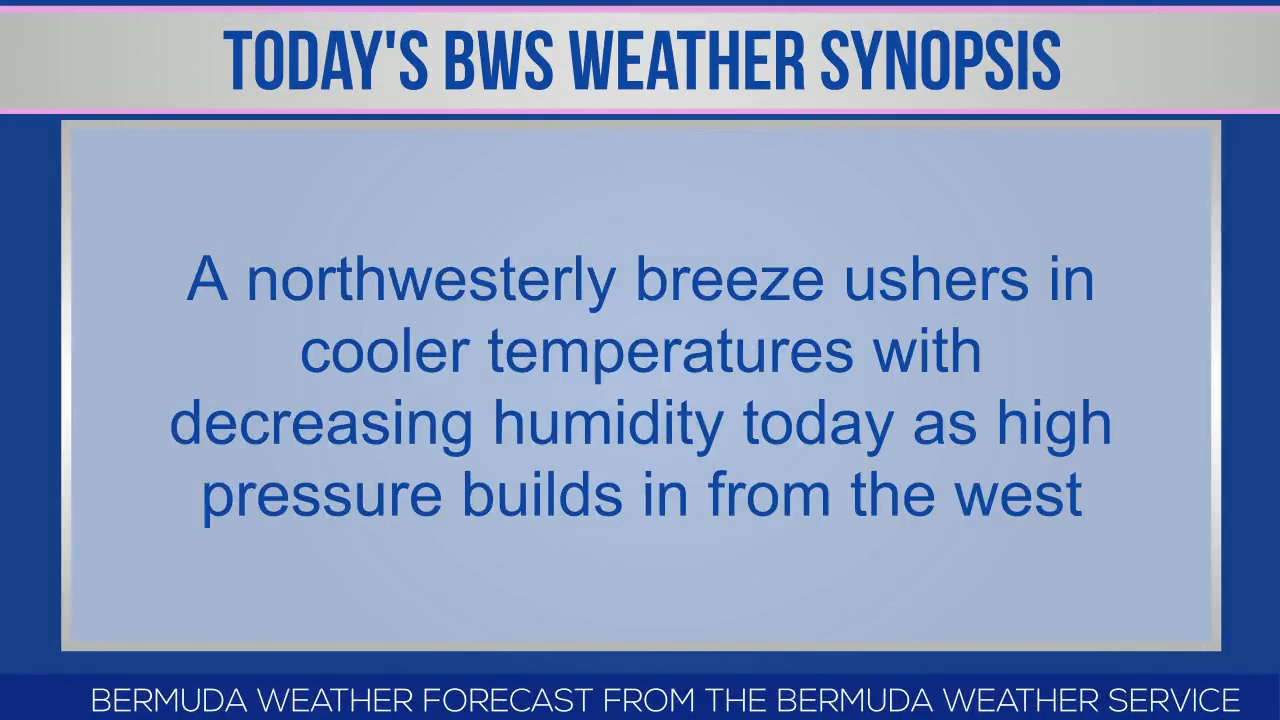 TODAY'S BWS WEATHER SYNOPSIS
A northwesterly breeze ushers in
cooler temperatures with
decreasing humidity today as high
pressure builds in from the west
BERMUDA WEATHER FORECAST FROM THE BERMUDA WEATHER SERVICE